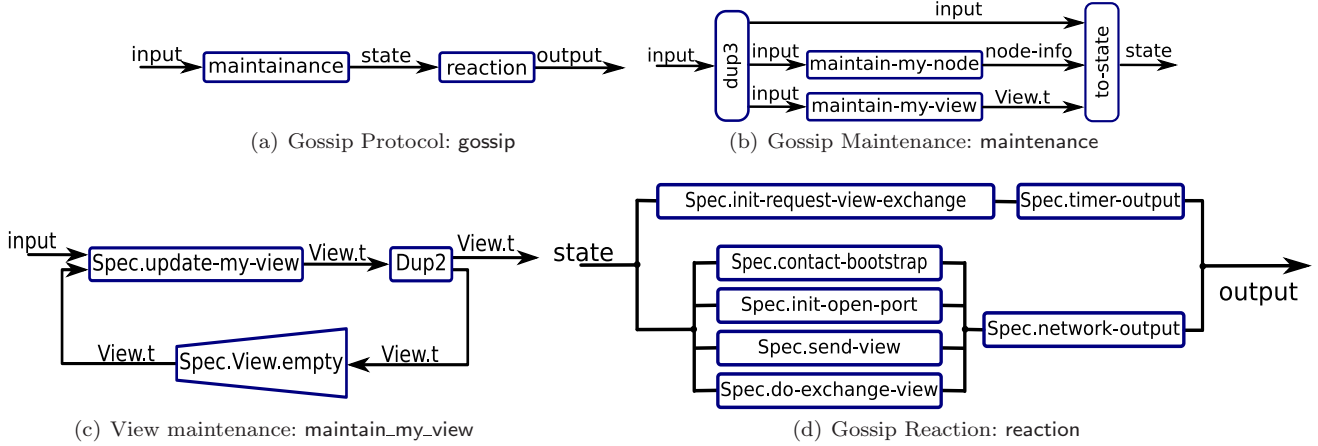 input
maintainance
state
reaction
output
(a) Gossip Protocol: gossip
input
dup3
input
input
maintain-my-node
node-info
input
maintain-my-view
View.t
to-state
state
(b) Gossip Maintenance: maintenance
input
Spec.update-my-view
View.t
Dup2
View.t
View.t
Spec.View.empty
View.t
(c) View maintenance: maintain_my_view
state
Spec.init-request-view-exchange
Spec.timer-output
Spec.contact-bootstrap
Spec.init-open-port
Spec.send-view
Spec.do-exchange-view
Spec.network-output
output
(d) Gossip Reaction: reaction